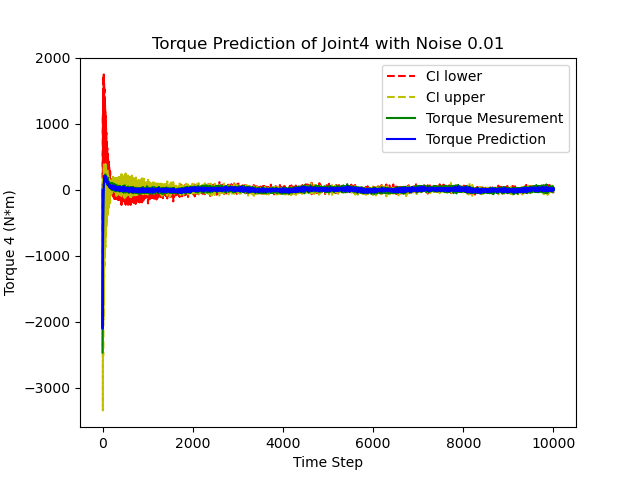 Torque Prediction of Joint4 with Noise 0.01
CI lower
CI upper
Torque Mesurement
Torque Prediction
2000
1000
0
−1000
−2000
−3000
Torque 4 (N*m)
0 2000 4000 6000 8000 10000
Time Step